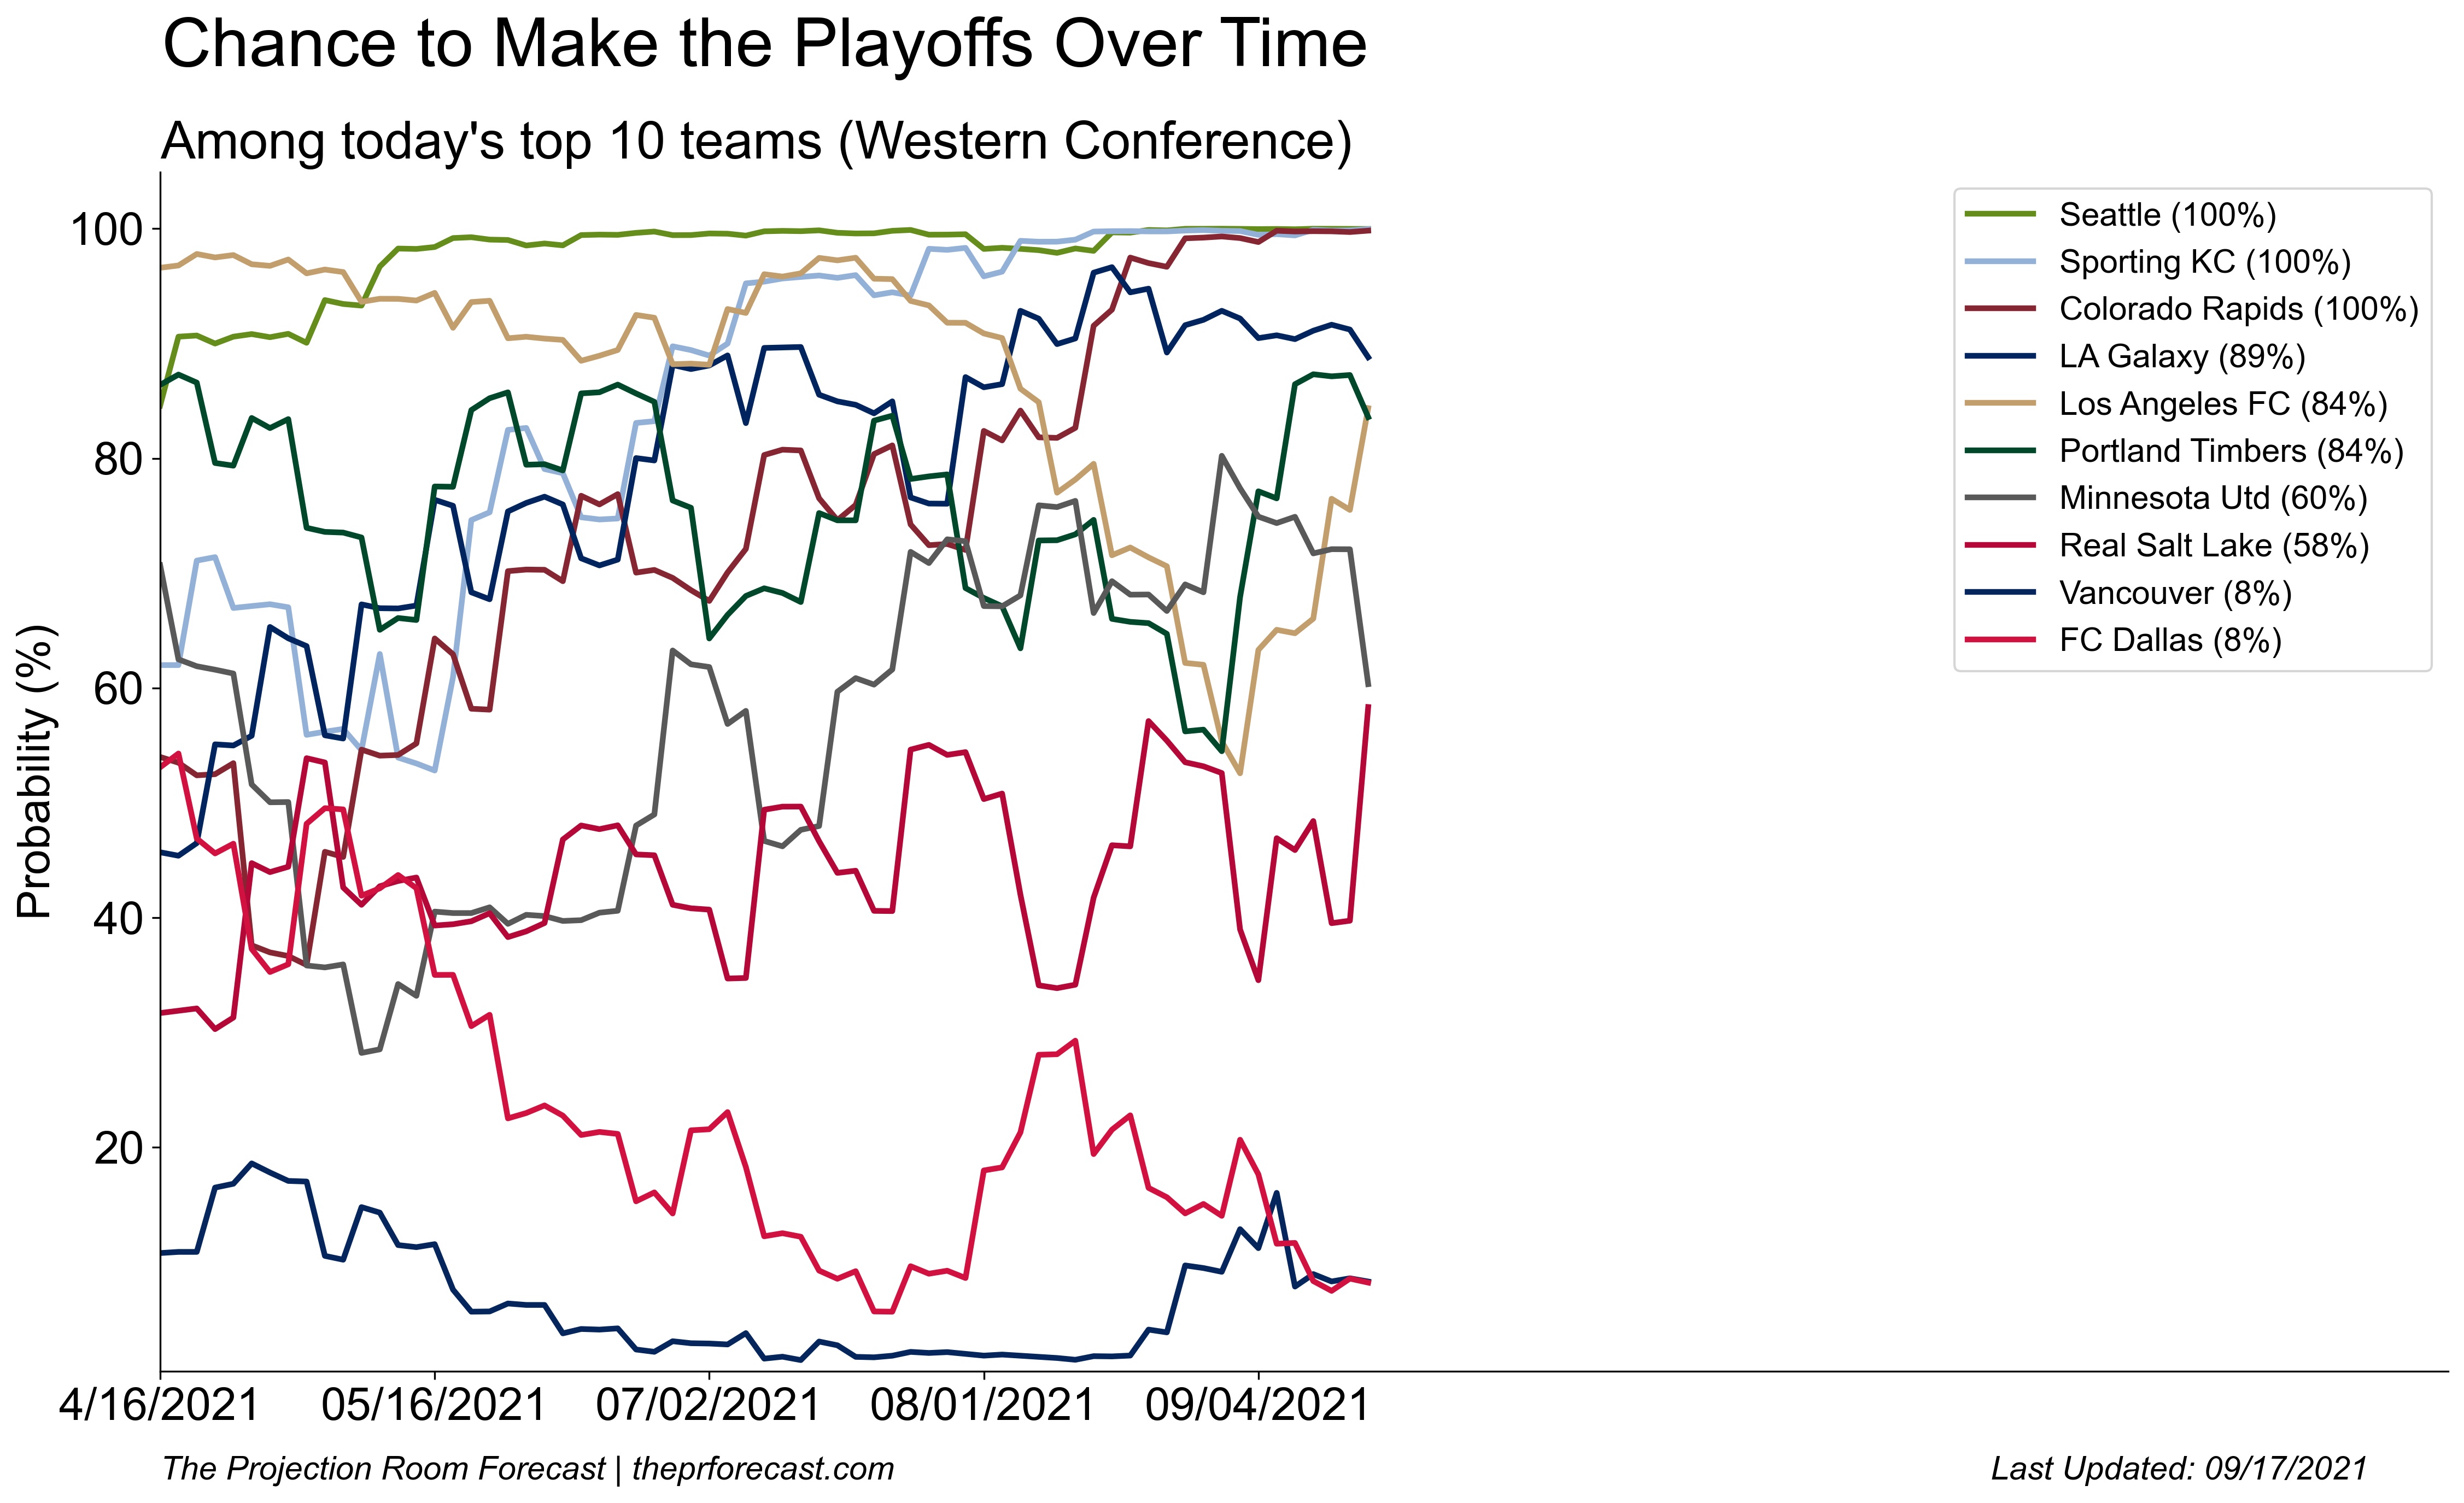 Chance to Make the Playoffs Over Time
Among today's top 10 teams (Western Conference)
Probability (%)
100
80
60
40
20
4/16/2021
05/16/2021
07/02/2021
08/01/2021
09/04/2021
Seattle (100%)
Sporting KC (100%)
Colorado Rapids (100%)
LA Galaxy (89%)
Los Angeles FC (84%)
Portland Timbers (84%)
Minnesota Utd (60%)
Real Salt Lake (58%)
Vancouver (8%)
FC Dallas (8%)
The Projection Room Forecast | theprforecast.com
Last Updated: 09/17/2021